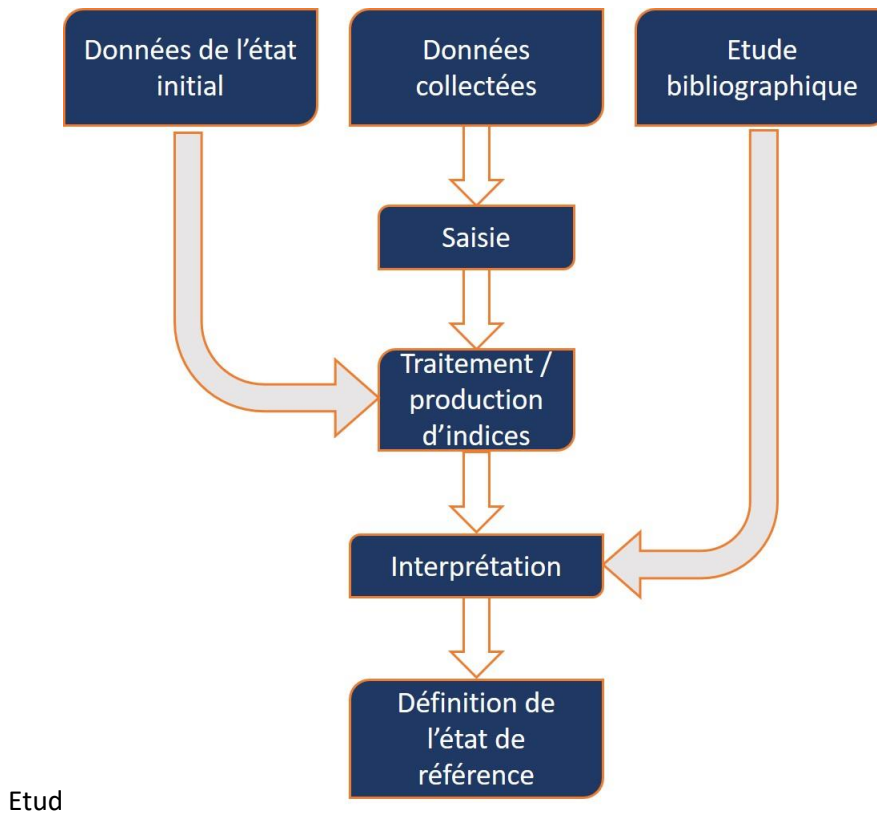 Données de l’état
initial
Données
collectées
Etude
bibliographique
Saisie
Traitement /
production
d’indices
Interprétation
Définition de
l’état de
référence
Etud